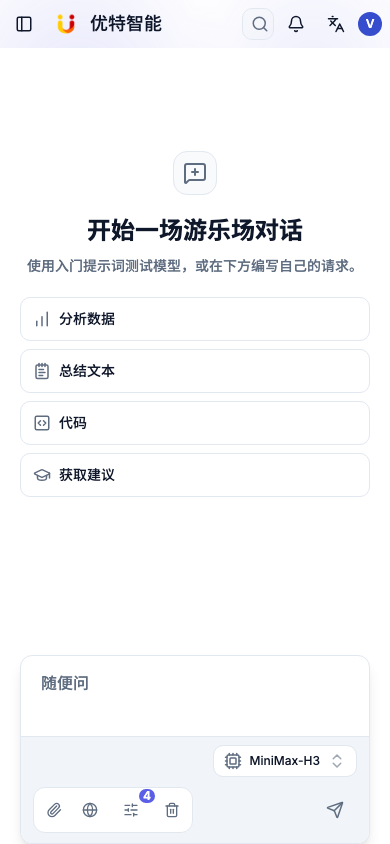 优特智能
V
开始一场游乐场对话
使用入门提示词测试模型，或在下方编写自己的请求。
分析数据
总结文本
代码
获取建议
随便问
MiniMax-H3
4